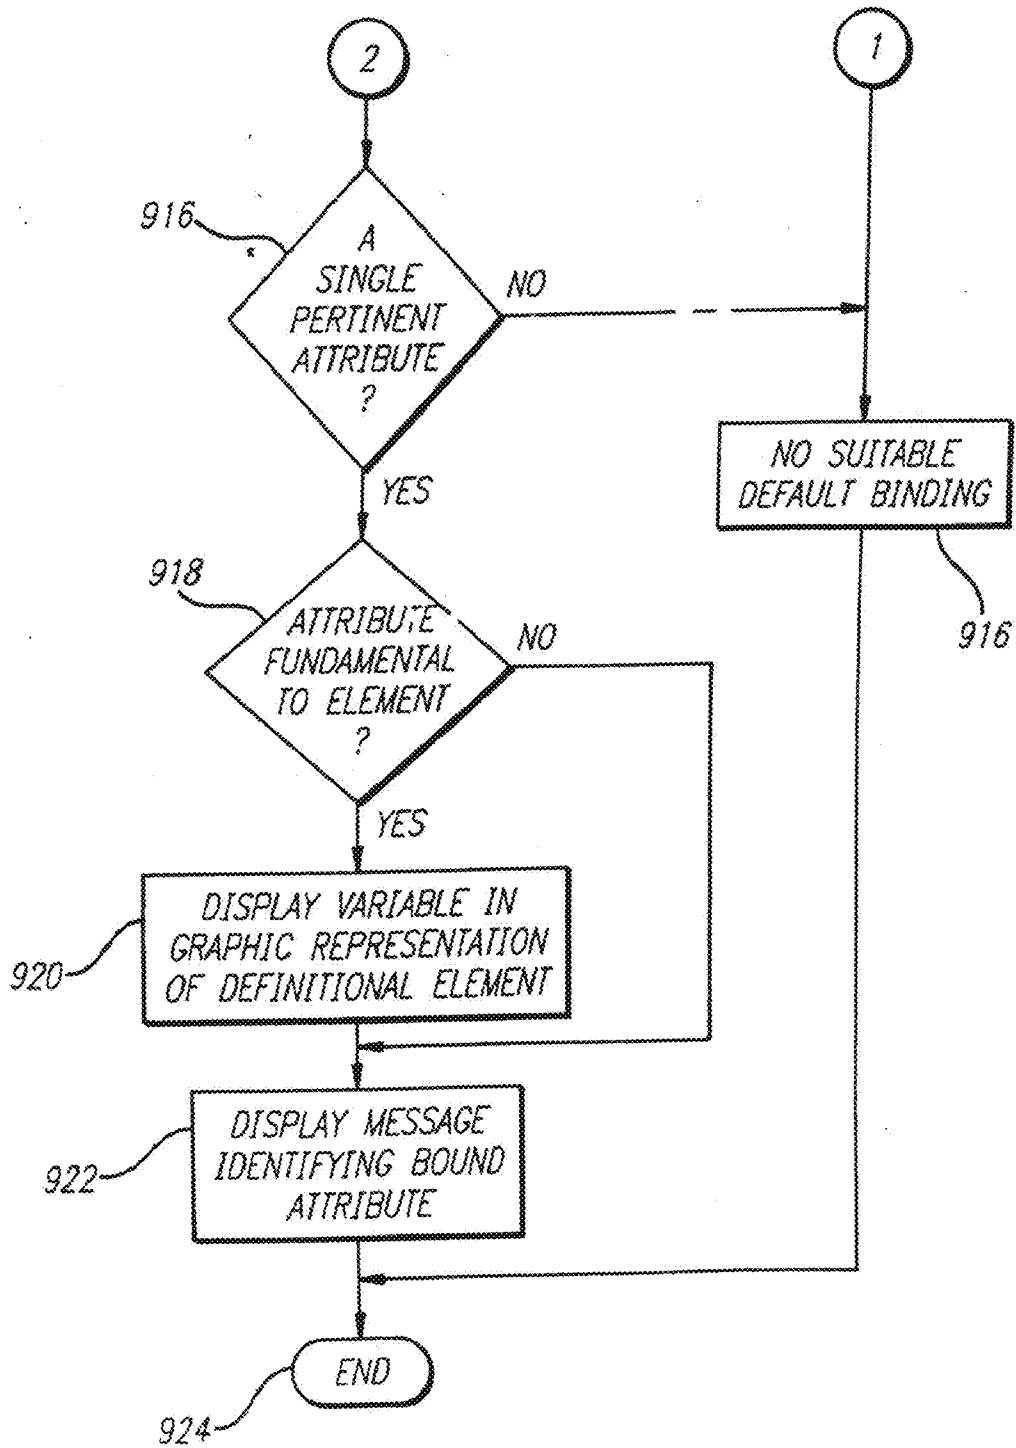 2
1
916
A
SINGLE
PERTINENT
ATTRIBUTE
?
NO
YES
NO SUITABLE
DEFAULT BINDING
916
918
ATTRIBUTE
FUNDAMENTAL
TO ELEMENT
?
NO
YES
DISPLAY VARIABLE IN
GRAPHIC REPRESENTATION
OF DEFINITIONAL ELEMENT
920
DISPLAY MESSAGE
IDENTIFYING BOUND
ATTRIBUTE
922
END
924